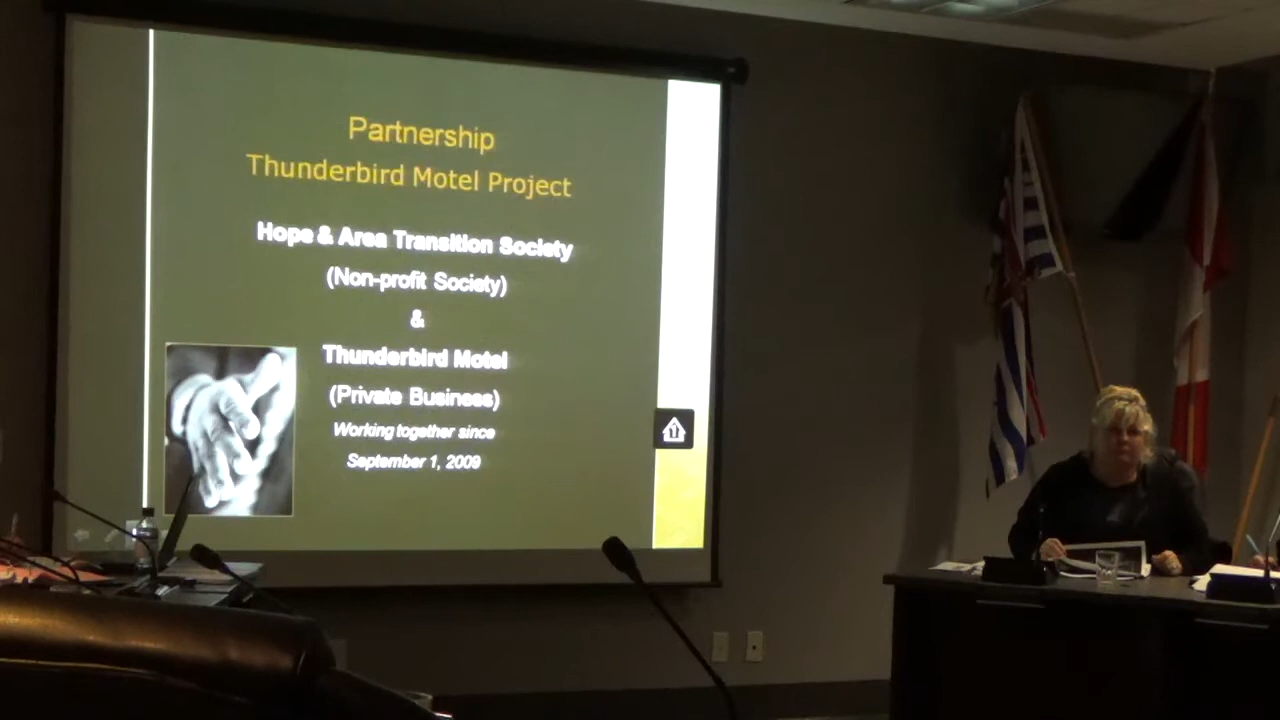 Partnership
Thunderbird Motel Project
Hope & Area Transition Society
(Non-profit Society)
&
Thunderbird Motel
(Private Business)
Working together since
September 1, 2009